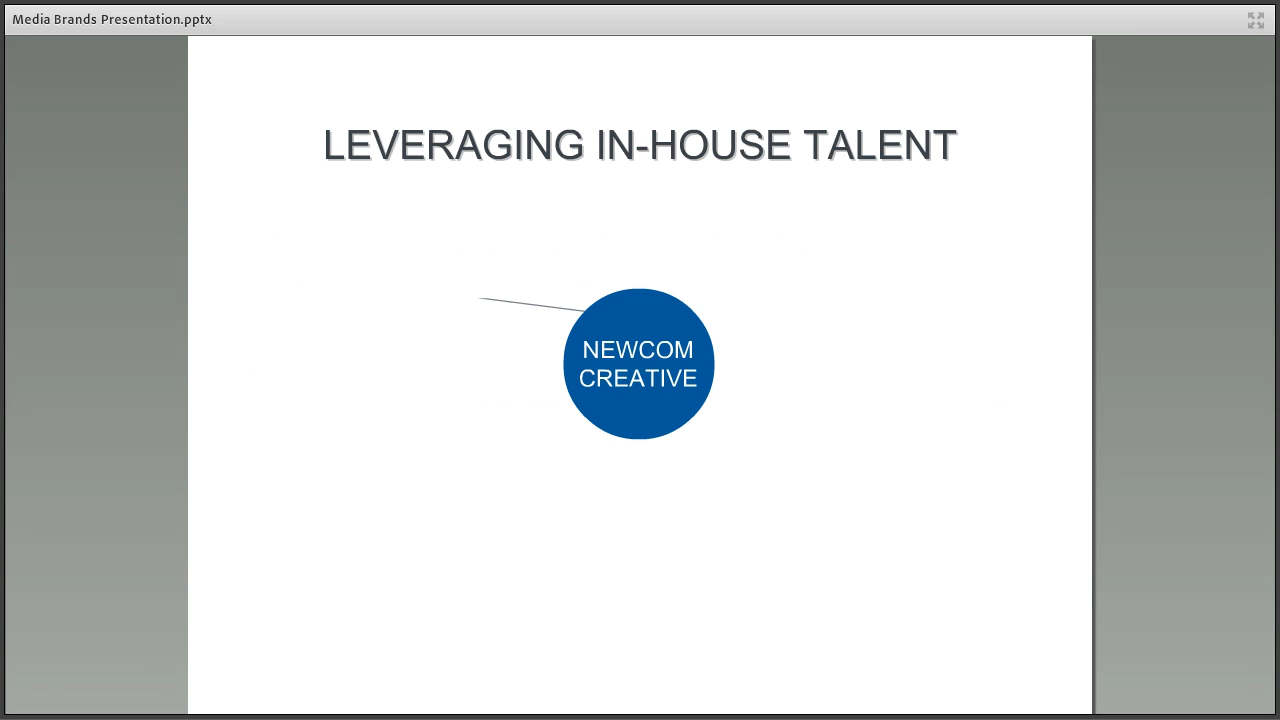 Media Brands Presentation.pptx
LEVERAGING IN-HOUSE TALENT
NEWCOM
CREATIVE